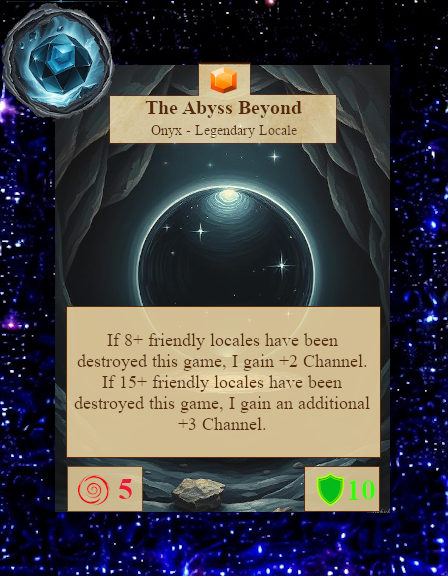 The Abyss Beyond
Onyx - Legendary Locale
If 8+ friendly locales have been
destroyed this game, I gain +2 Channel.
If 15+ friendly locales have been
destroyed this game, I gain an additional
+3 Channel.
5
10